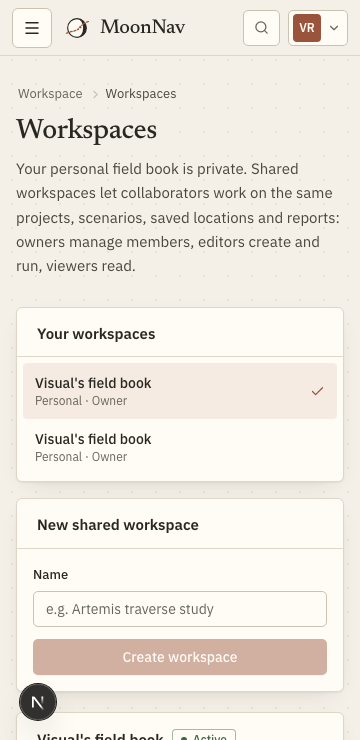 MoonNav
VR
Workspace > Workspaces
Workspaces
Your personal field book is private. Shared
workspaces let collaborators work on the same
projects, scenarios, saved locations and reports:
owners manage members, editors create and
run, viewers read.
Your workspaces
Visual's field book
Personal · Owner
Visual's field book
Personal · Owner
New shared workspace
Name
e.g. Artemis traverse study
Create workspace
N
Visual's field book
Active